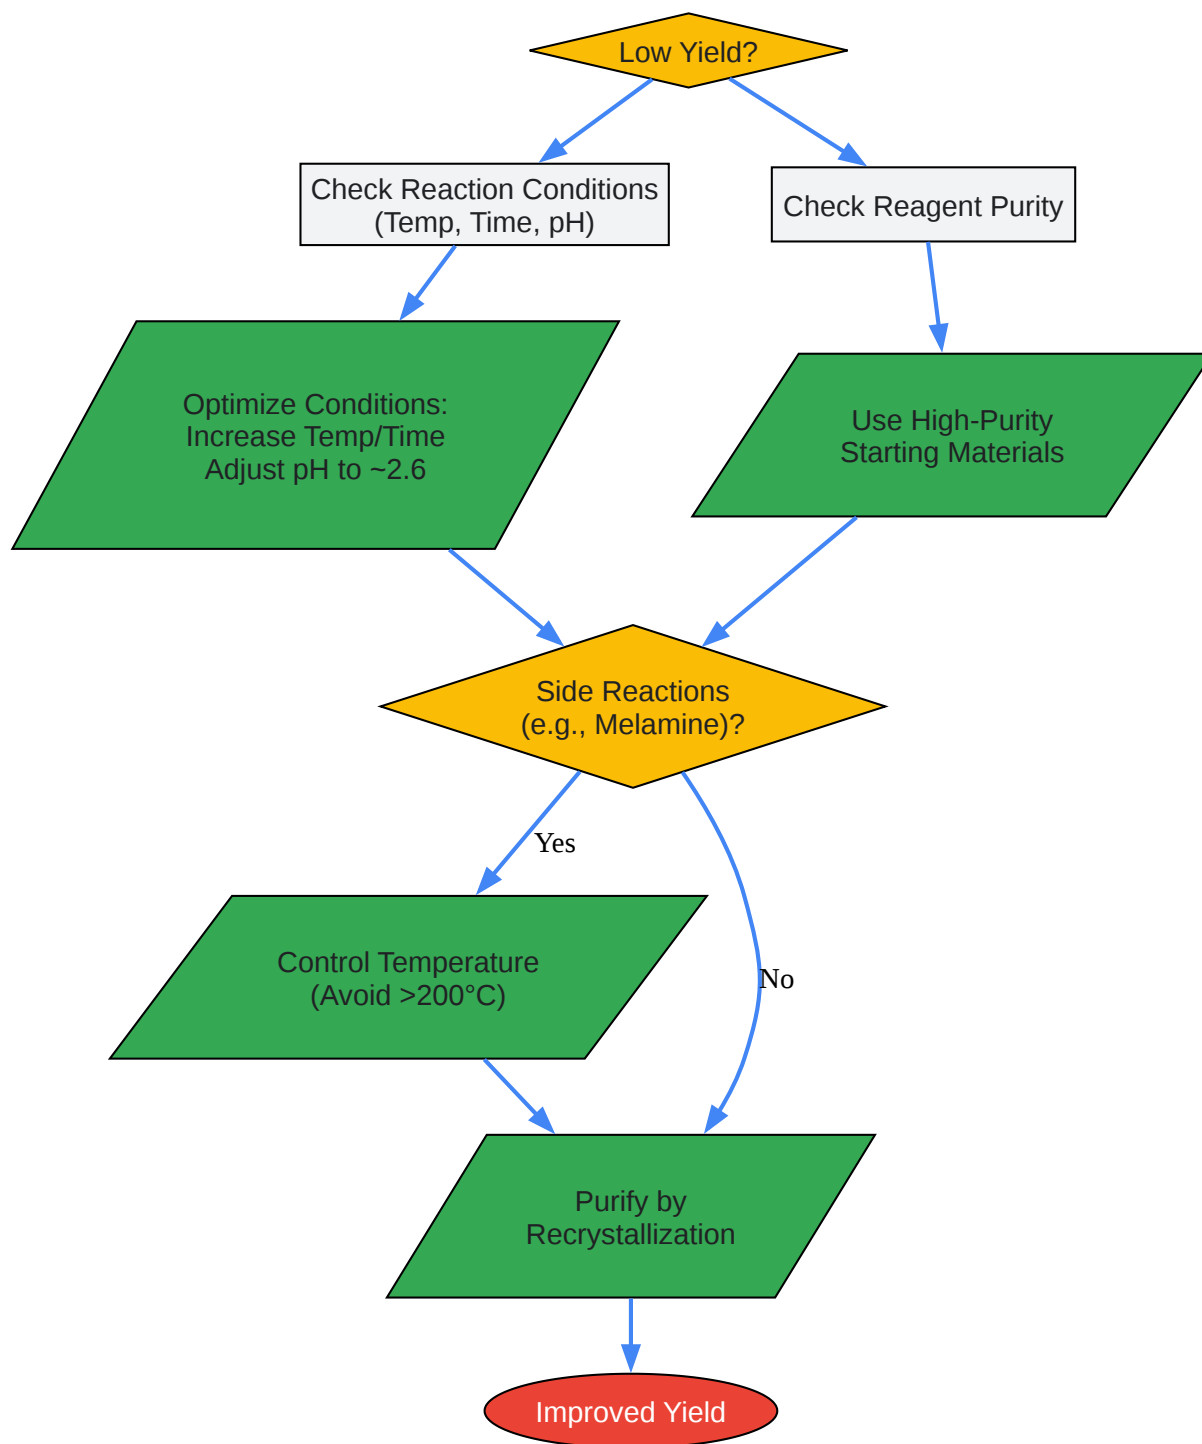 Low Yield?
Check Reaction Conditions
(Temp, Time, pH)
Check Reagent Purity
Optimize Conditions:
Increase Temp/Time
Adjust pH to ~2.6
Use High-Purity
Starting Materials
Side Reactions
(e.g., Melamine)?
Yes
Control Temperature
(Avoid >200°C)
No
Purify by
Recrystallization
Improved Yield